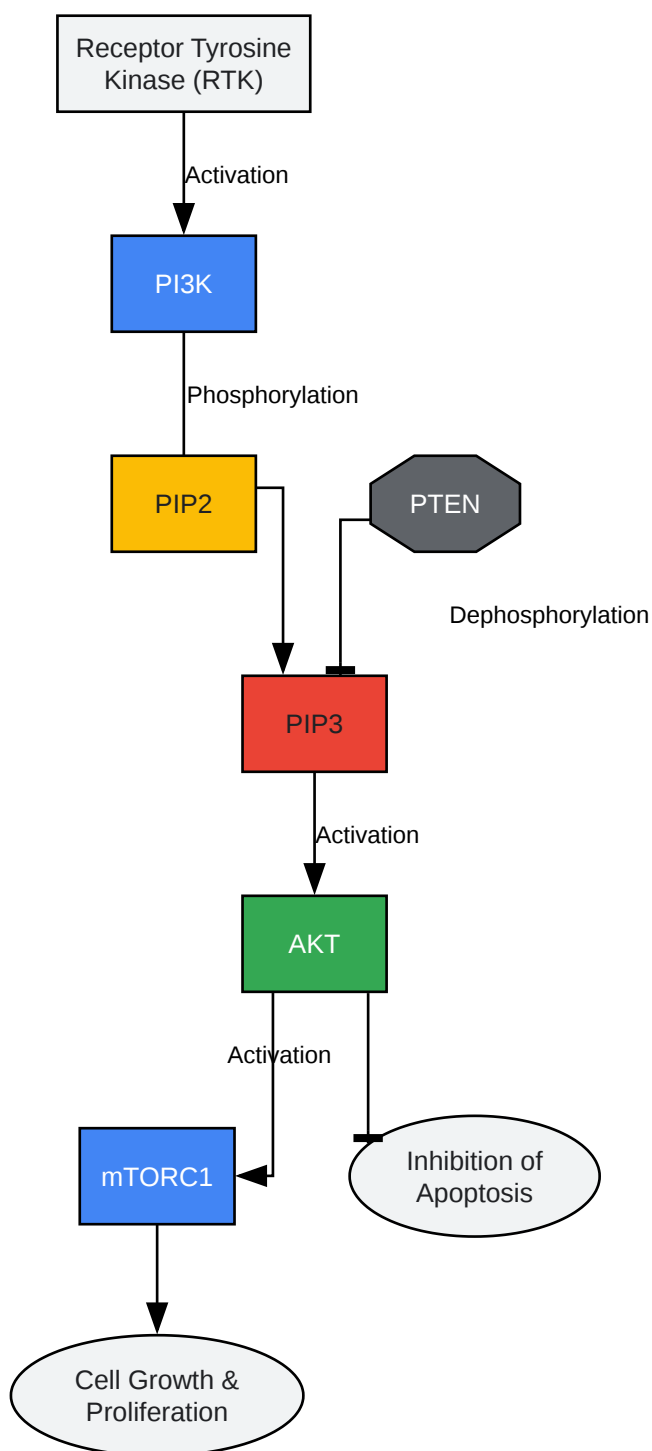 Receptor Tyrosine
Kinase (RTK)
Activation
PI3K
Phosphorylation
PIP2
PTEN
Dephosphorylation
PIP3
Activation
AKT
Activation
mTORC1
Inhibition of
Apoptosis
Cell Growth &
Proliferation